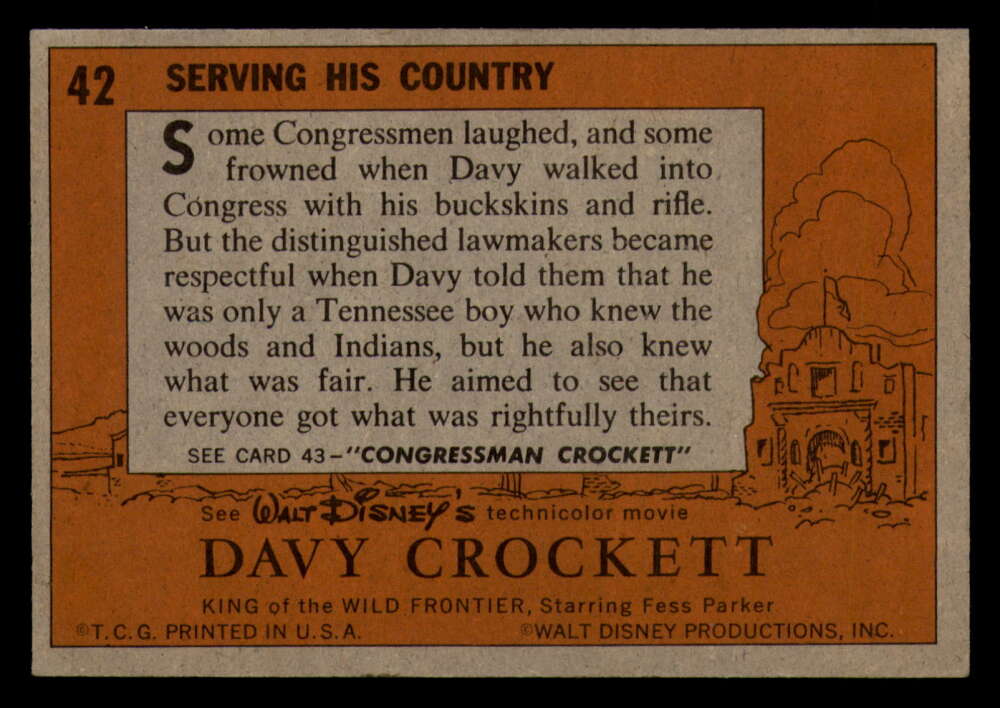 42 SERVING HIS COUNTRY
Some Congressmen laughed, and some
frowned when Davy walked into
Congress with his buckskins and rifle.
But the distinguished lawmakers became
respectful when Davy told them that he
was only a Tennessee boy who knew the
woods and Indians, but he also knew
what was fair. He aimed to see that
everyone got what was rightfully theirs.
SEE CARD 43-"CONGRESSMAN CROCKETT"
See WALT DISNEY'S technicolor movie
DAVY CROCKETT
KING of the WILD FRONTIER, Starring Fess Parker
©T.C.G. PRINTED IN U.S.A. ©WALT DISNEY PRODUCTIONS, INC.